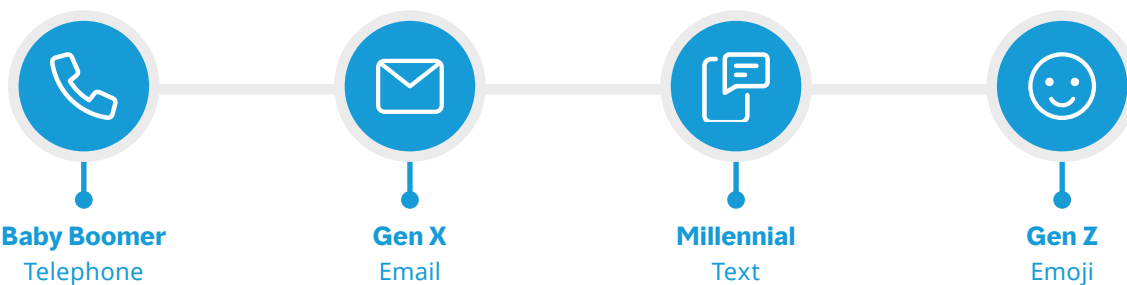 Baby Boomer
Telephone
Gen X
Email
Millennial
Text
Gen Z
Emoji